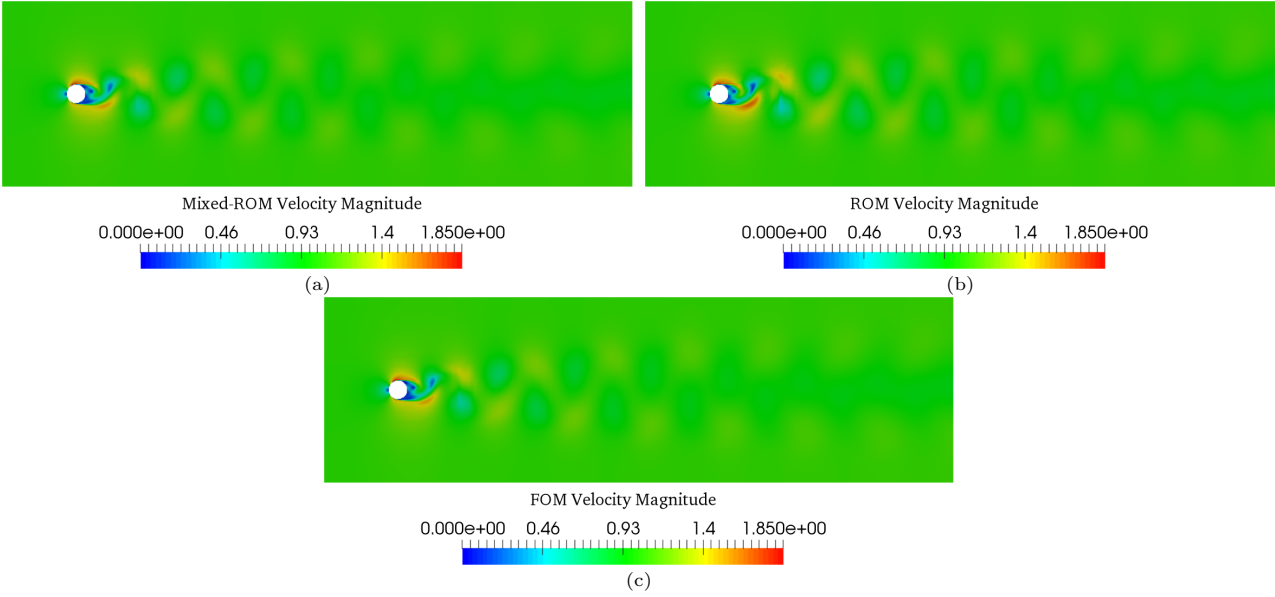 Mixed-ROM Velocity Magnitude
0.000e+00 0.46 0.93 1.4 1.850e+00
(a)
ROM Velocity Magnitude
0.000e+00 0.46 0.93 1.4 1.850e+00
(b)
FOM Velocity Magnitude
0.000e+00 0.46 0.93 1.4 1.850e+00
(c)